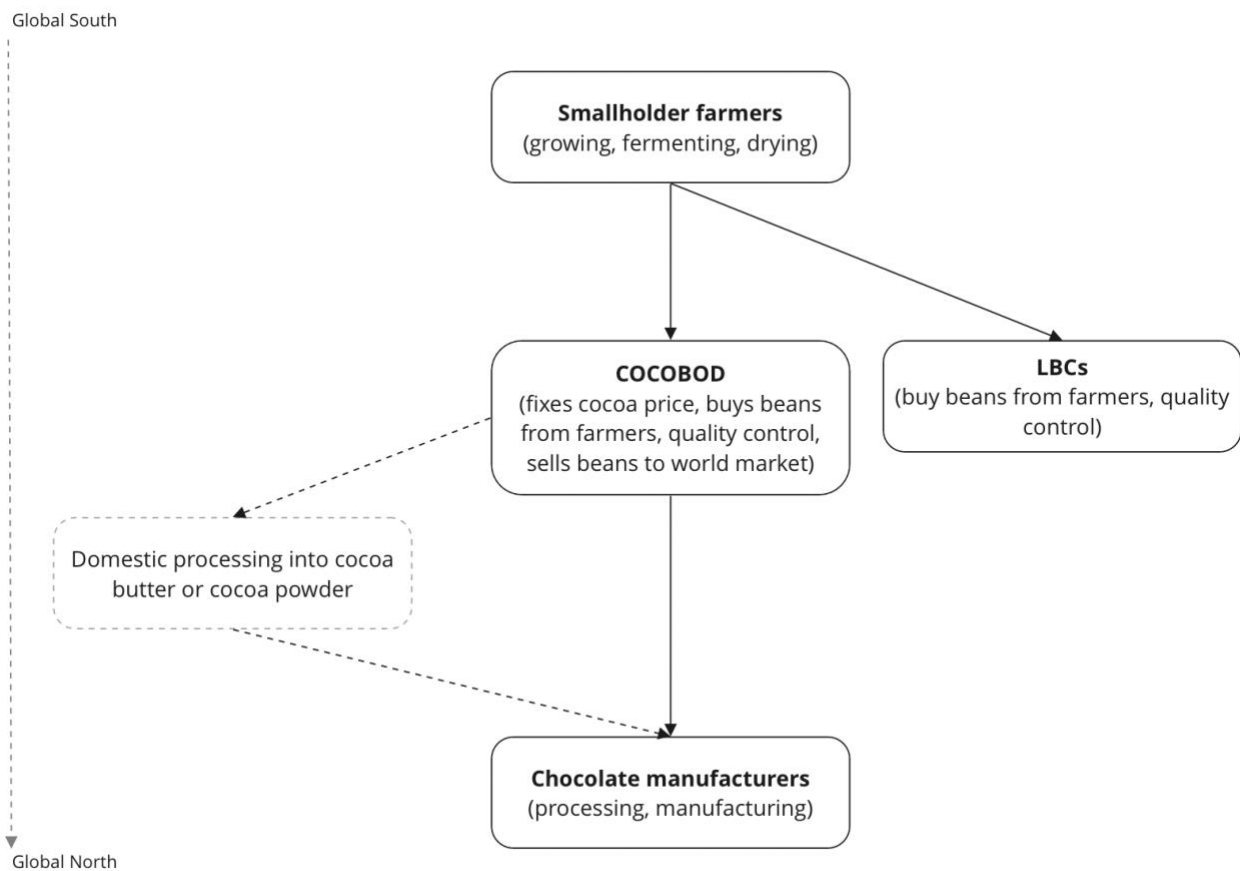 Global South
Smallholder farmers
(growing, fermenting, drying)
COCOBOD
(fixes cocoa price, buys beans
from farmers, quality control,
sells beans to world market)
LBCs
(buy beans from farmers, quality
control)
Domestic processing into cocoa
butter or cocoa powder
Chocolate manufacturers
(processing, manufacturing)
Global North